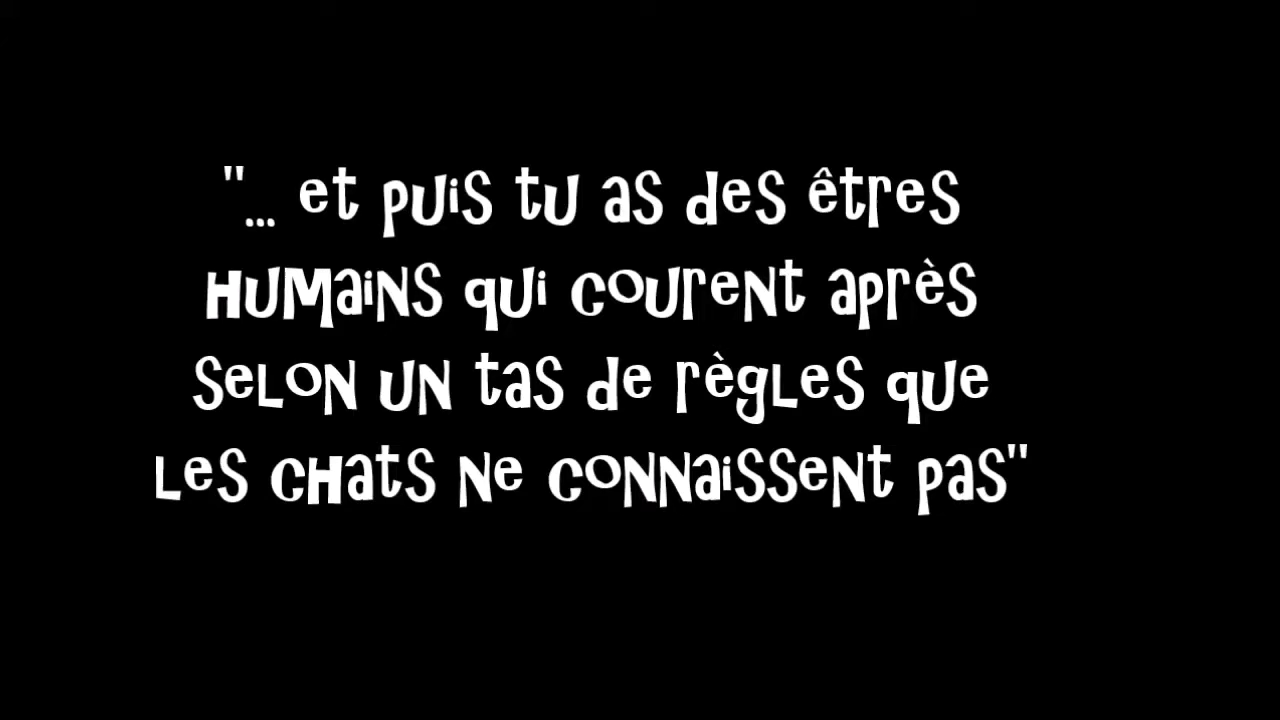 "... et puis tu as des êtres
humains qui courent après
selon un tas de règles que
les chats ne connaissent pas"